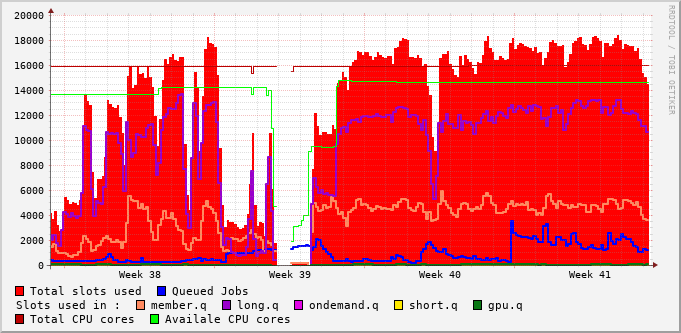 20000
18000
16000
14000
12000
10000
8000
6000
4000
2000
0
Week 38 Week 39 Week 40 Week 41
RRDTOOL / TOBI OETIKER
Total slots used Queued Jobs
Slots used in : member.q long.q ondemand.q short.q gpu.q
Total CPU cores Availale CPU cores